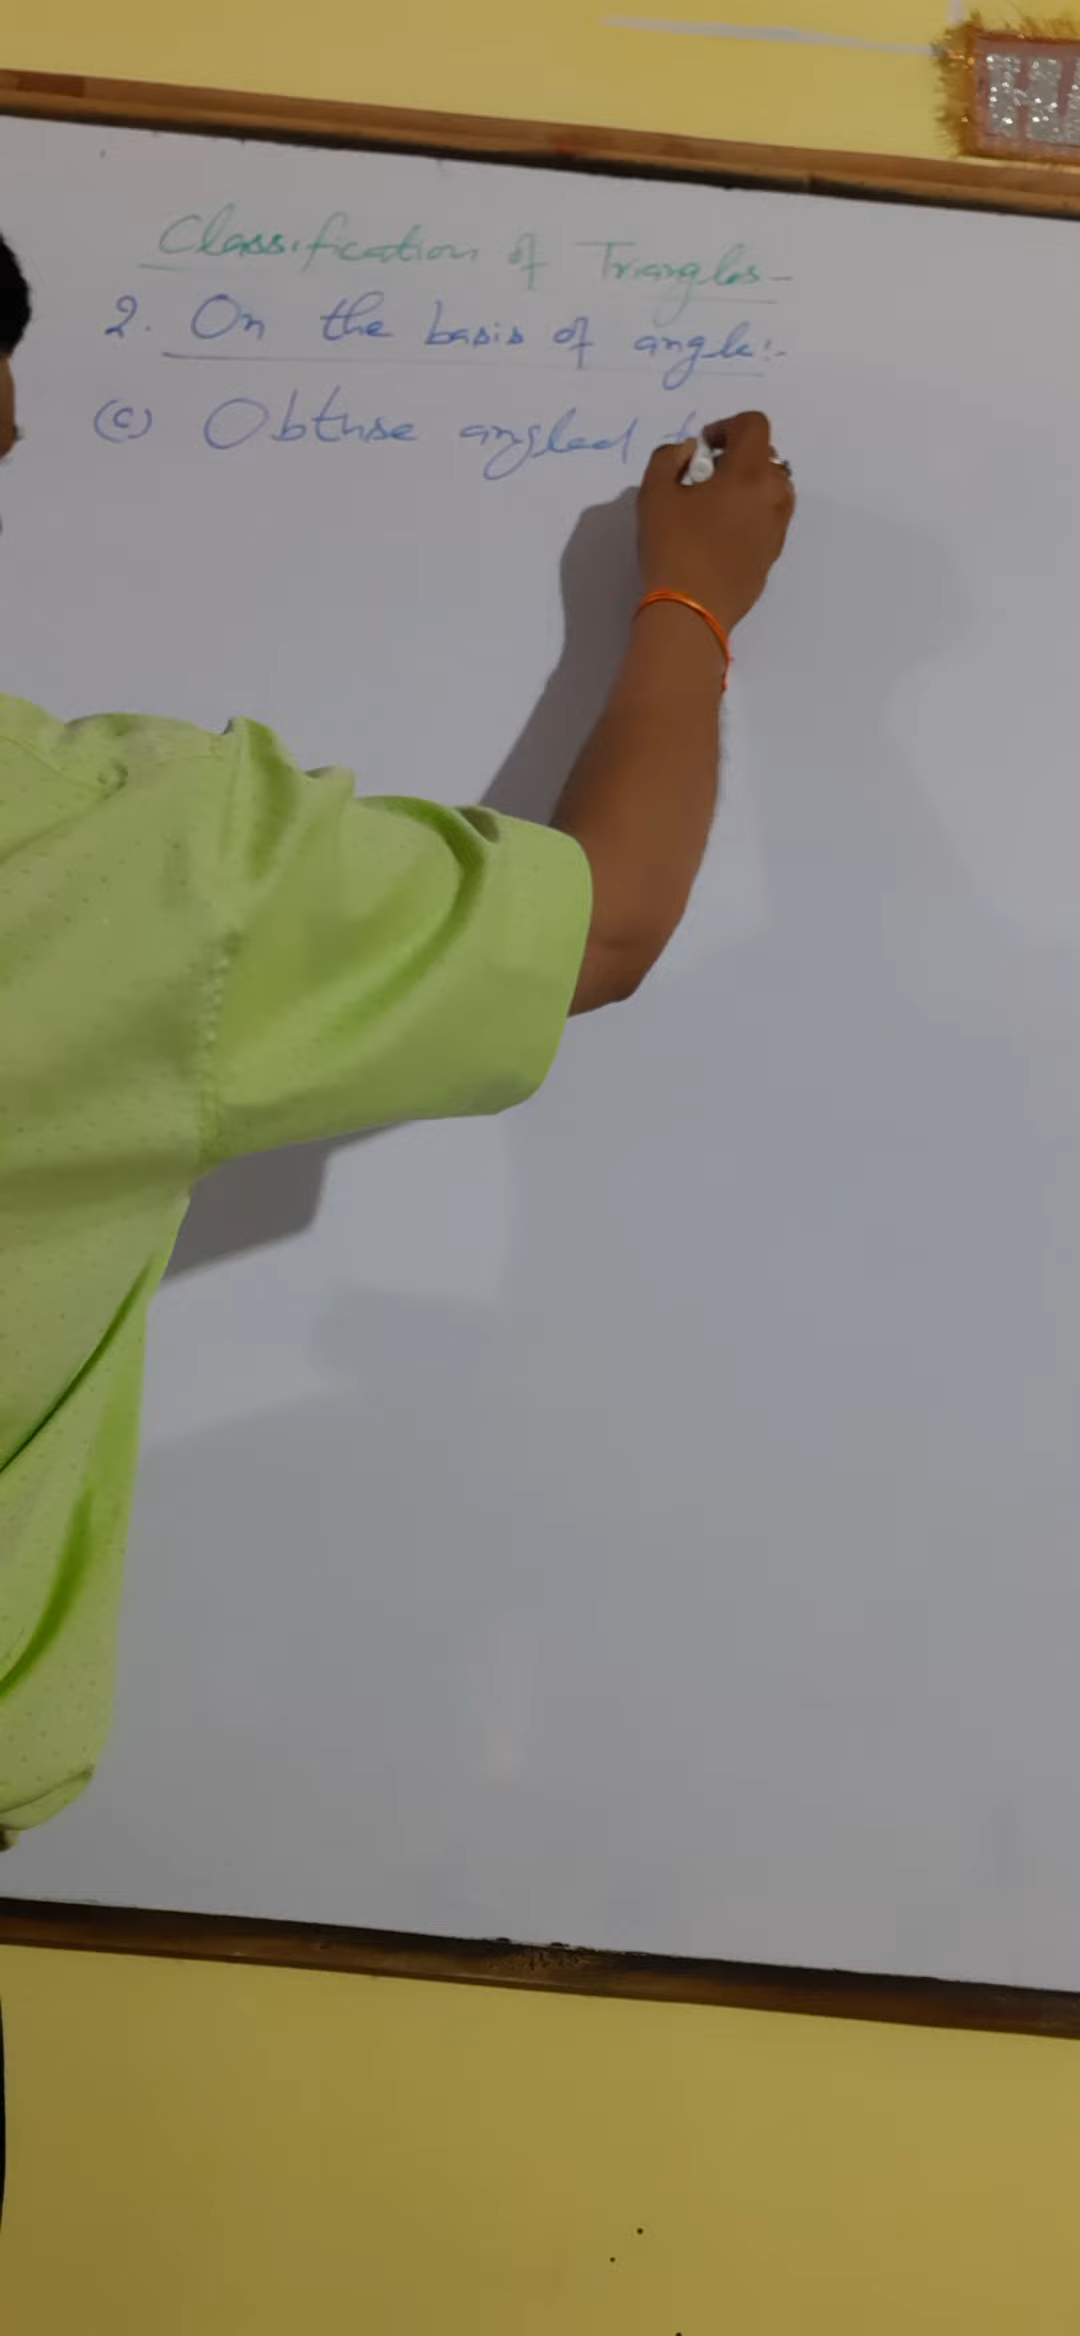 Classification of Triangles-
2. On the basis of angle:-
(c) Obtuse angled